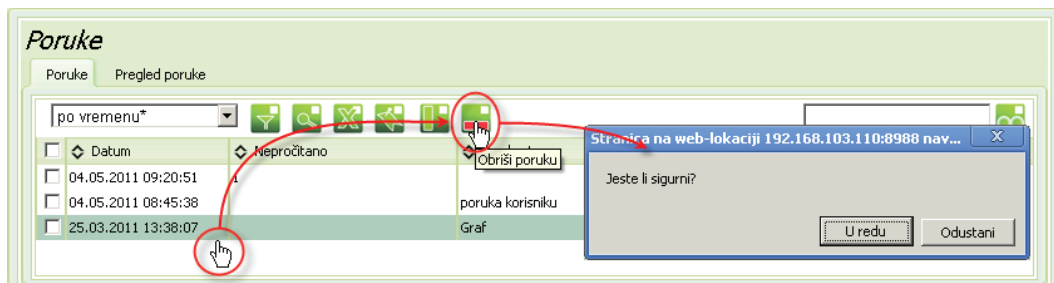 Poruke
Poruke Pregled poruke
po vremenu*
Datum Nepročitano
Obriši poruku
04.05.2011 09:20:51 1
04.05.2011 08:45:38 poruka korisniku
25.03.2011 13:38:07 Graf
Stranica na web-lokaciji 192.168.103.110:8988 nav... X
Jeste li sigurni?
U redu Odustani